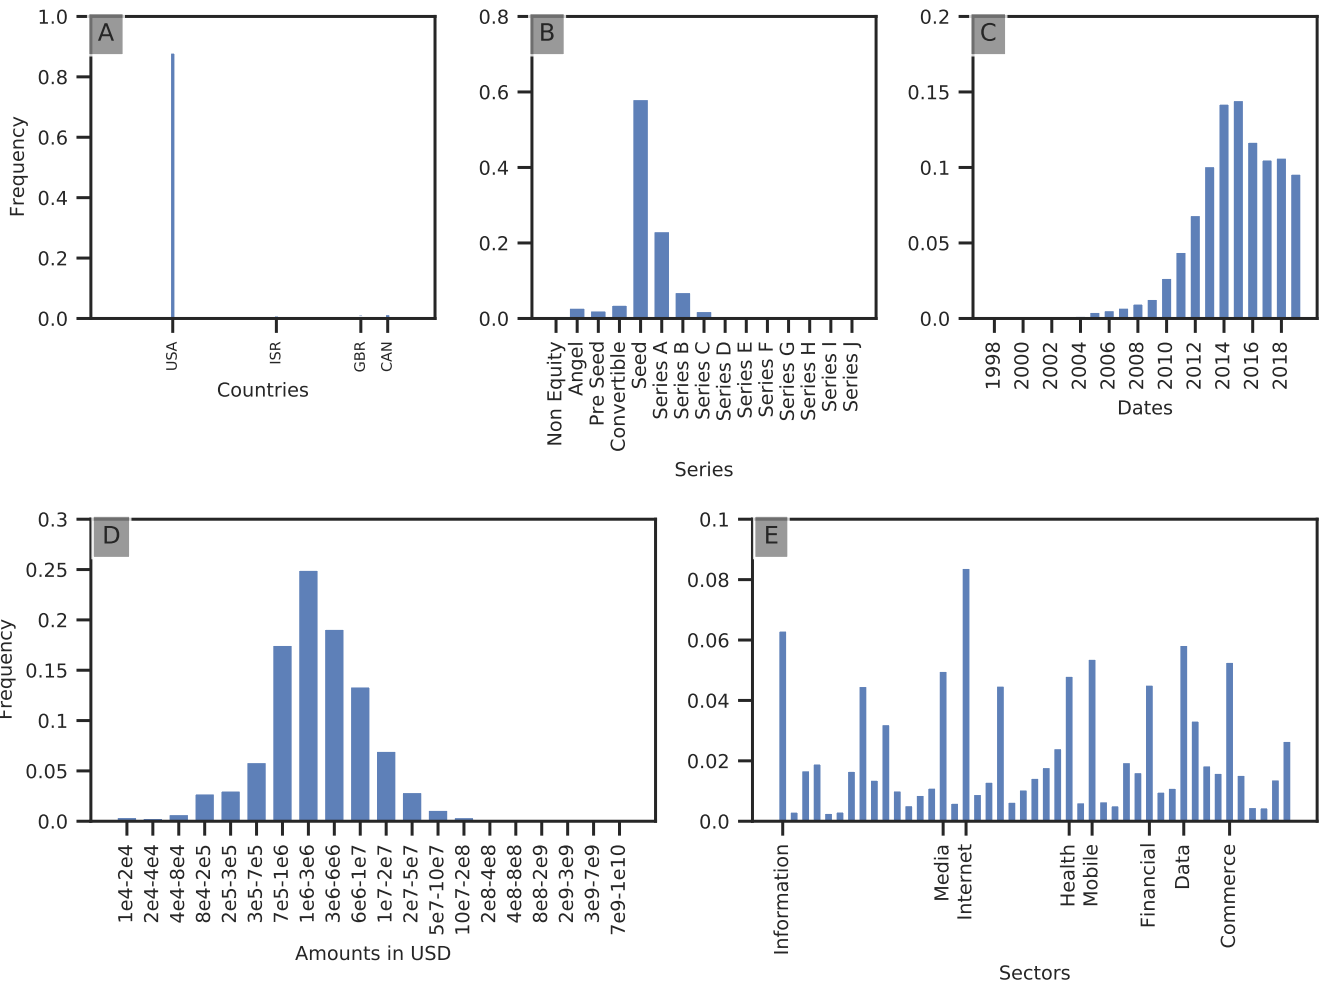 A
1.0
0.8
0.6
0.4
0.2
0.0
Frequency
USA
ISR
GBR
CAN
Countries
B
0.8
0.6
0.4
0.2
0.0
Non Equity
Angel
Pre Seed
Convertible
Seed
Series A
Series B
Series C
Series D
Series E
Series F
Series G
Series H
Series I
Series J
Series
C
0.2
0.15
0.1
0.05
0.0
1998
2000
2002
2004
2006
2008
2010
2012
2014
2016
2018
Dates
D
0.3
0.25
0.2
0.15
0.1
0.05
0.0
Frequency
1e4-2e4
2e4-4e4
4e4-8e4
8e4-2e5
2e5-3e5
3e5-7e5
7e5-1e6
1e6-3e6
3e6-6e6
6e6-1e7
1e7-2e7
2e7-5e7
5e7-10e7
10e7-2e8
2e8-4e8
4e8-8e8
8e8-2e9
2e9-3e9
3e9-7e9
7e9-1e10
Amounts in USD
E
0.1
0.08
0.06
0.04
0.02
0.0
Information
Media
Internet
Health
Mobile
Financial
Data
Commerce
Sectors